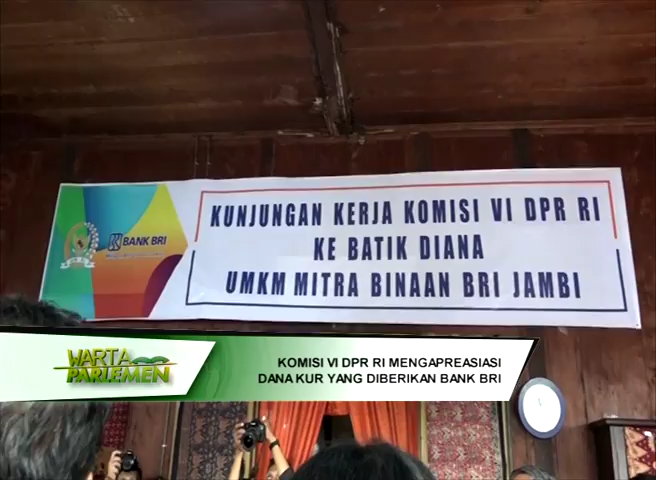 KUNJUNGAN KERJA KOMISI VI DPR RI
KE BATIK DIANA
UMKM MITRA BINAAN BRI JAMBI
BANK BRI
WARTA
PARLEMEN
KOMISI VI DPR RI MENGAPREASIASI
DANA KUR YANG DIBERIKAN BANK BRI